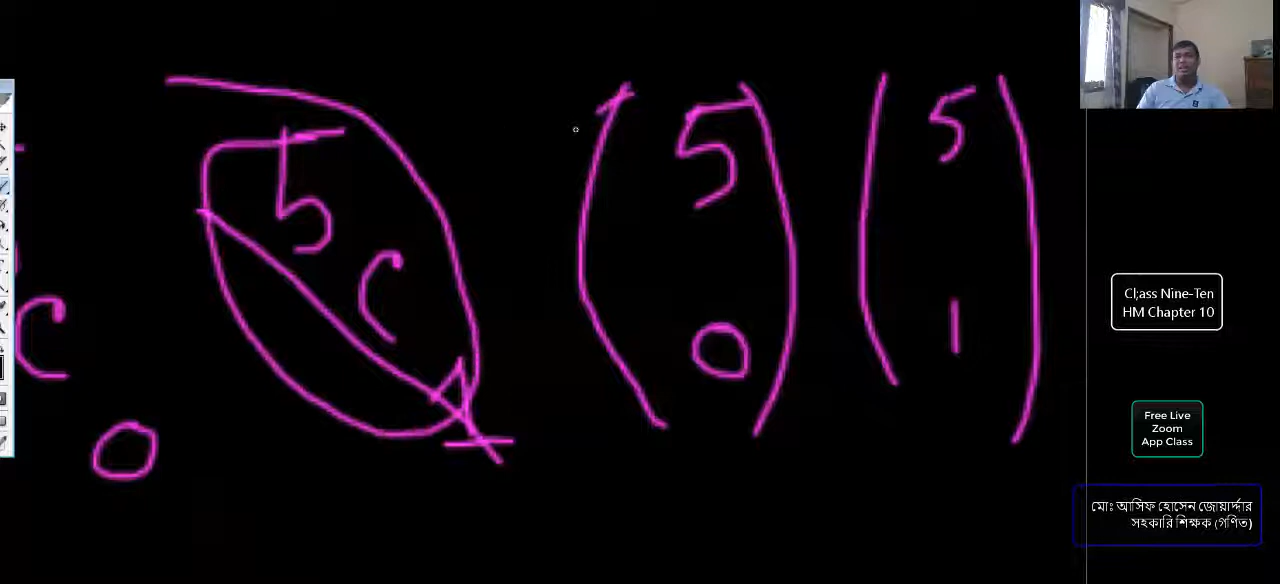 5
C
C
0
5
0
5
1
Cl;ass Nine-Ten
HM Chapter 10
Free Live
Zoom
App Class
মোঃ আসিফ হোসেন জোয়ার্দ্দার
সহকারি শিক্ষক (গণিত)